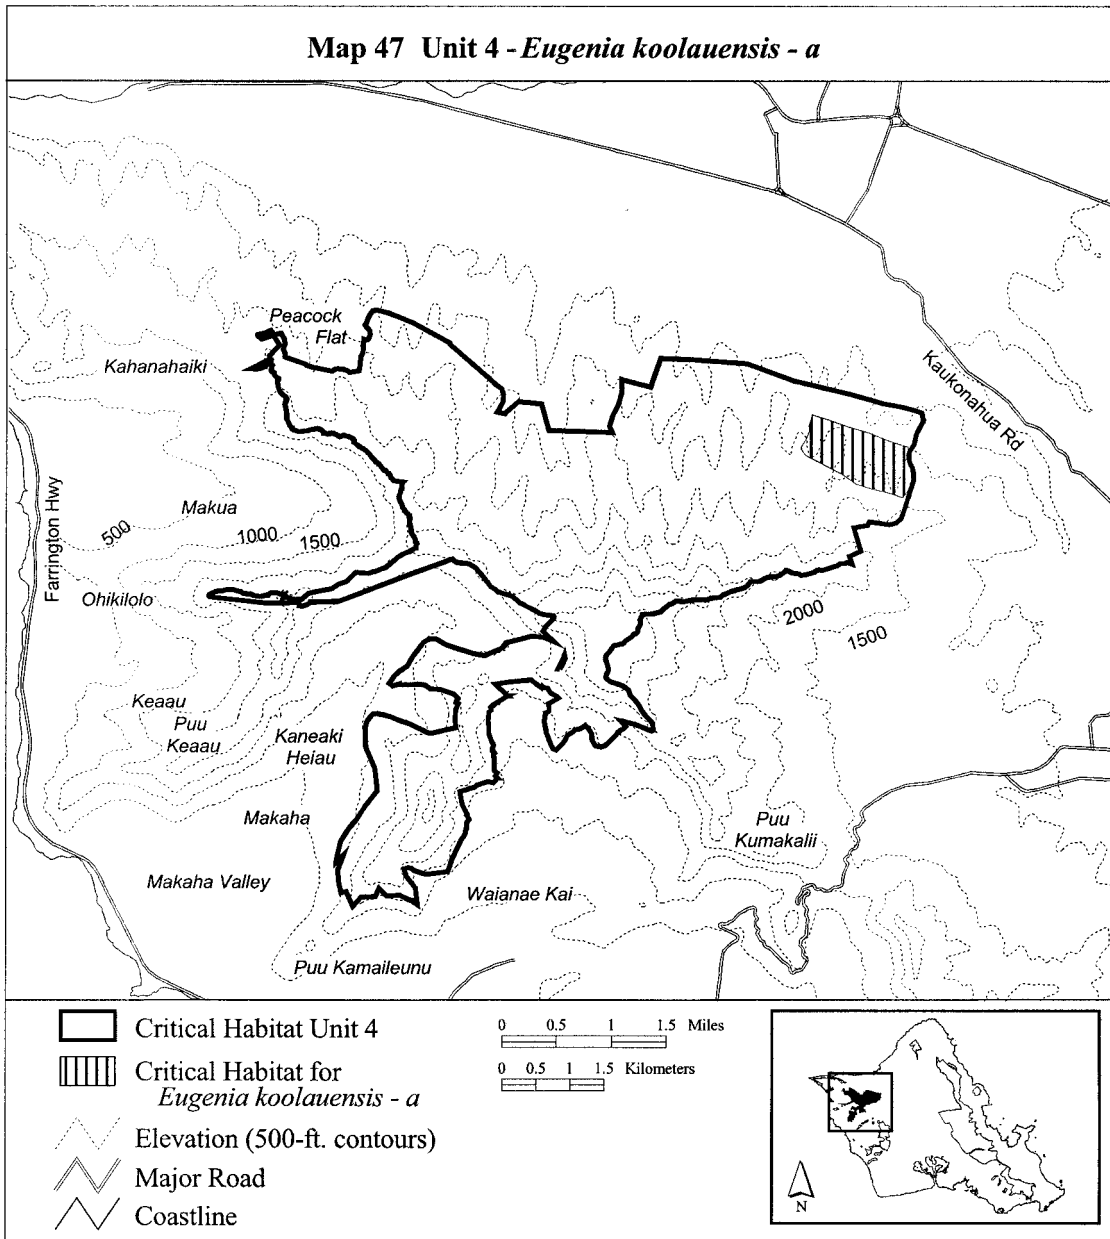 Map 47 Unit 4 - Eugenia koolauensis - a
Peacock
Flat
Kahanahaiki
Kaukonahua Rd
Farrington Hwy
Makua
500
1000
1500
Ohikilolo
2000
1500
Keaau
Puu
Keaau
Kaneaki
Heiau
Makaha
Puu
Kumakalii
Makaha Valley
Waianae Kai
Puu Kamaileunu
Critical Habitat Unit 4
Critical Habitat for
Eugenia koolauensis - a
Elevation (500-ft. contours)
Major Road
Coastline
0 0.5 1 1.5 Miles
0 0.5 1 1.5 Kilometers
N